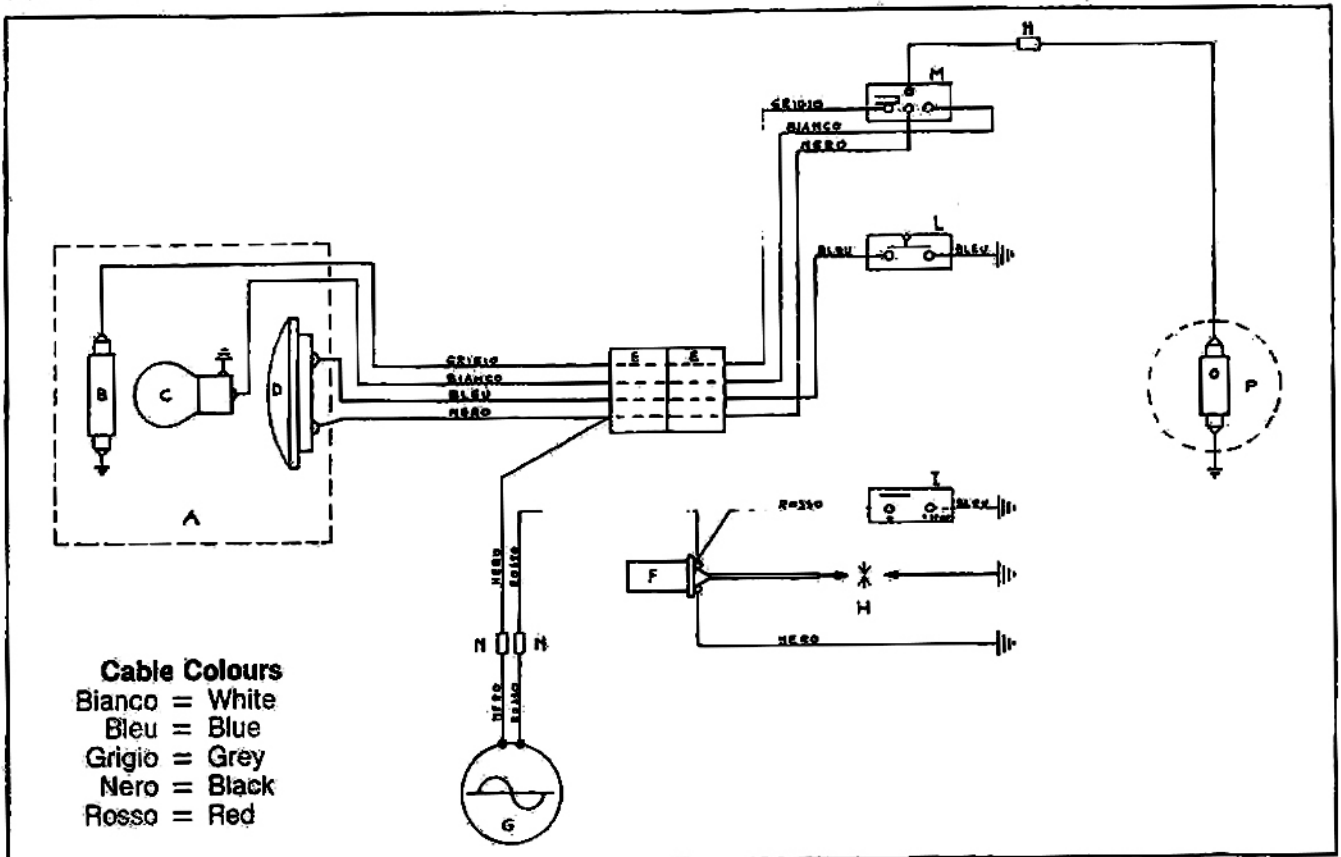 N
M
GRIGIO
BIANCO
NERO
L
BLEU
BLEU
B
C
D
GRIGIO
BIANCO
BLEU
NERO
E
E
O
P
A
I
ROSSO
BLEU
NERO
ROSSO
F
H
NERO
N
N
NERO
ROSSO
G
Cable Colours
Bianco = White
Bleu = Blue
Grigio = Grey
Nero = Black
Rosso = Red